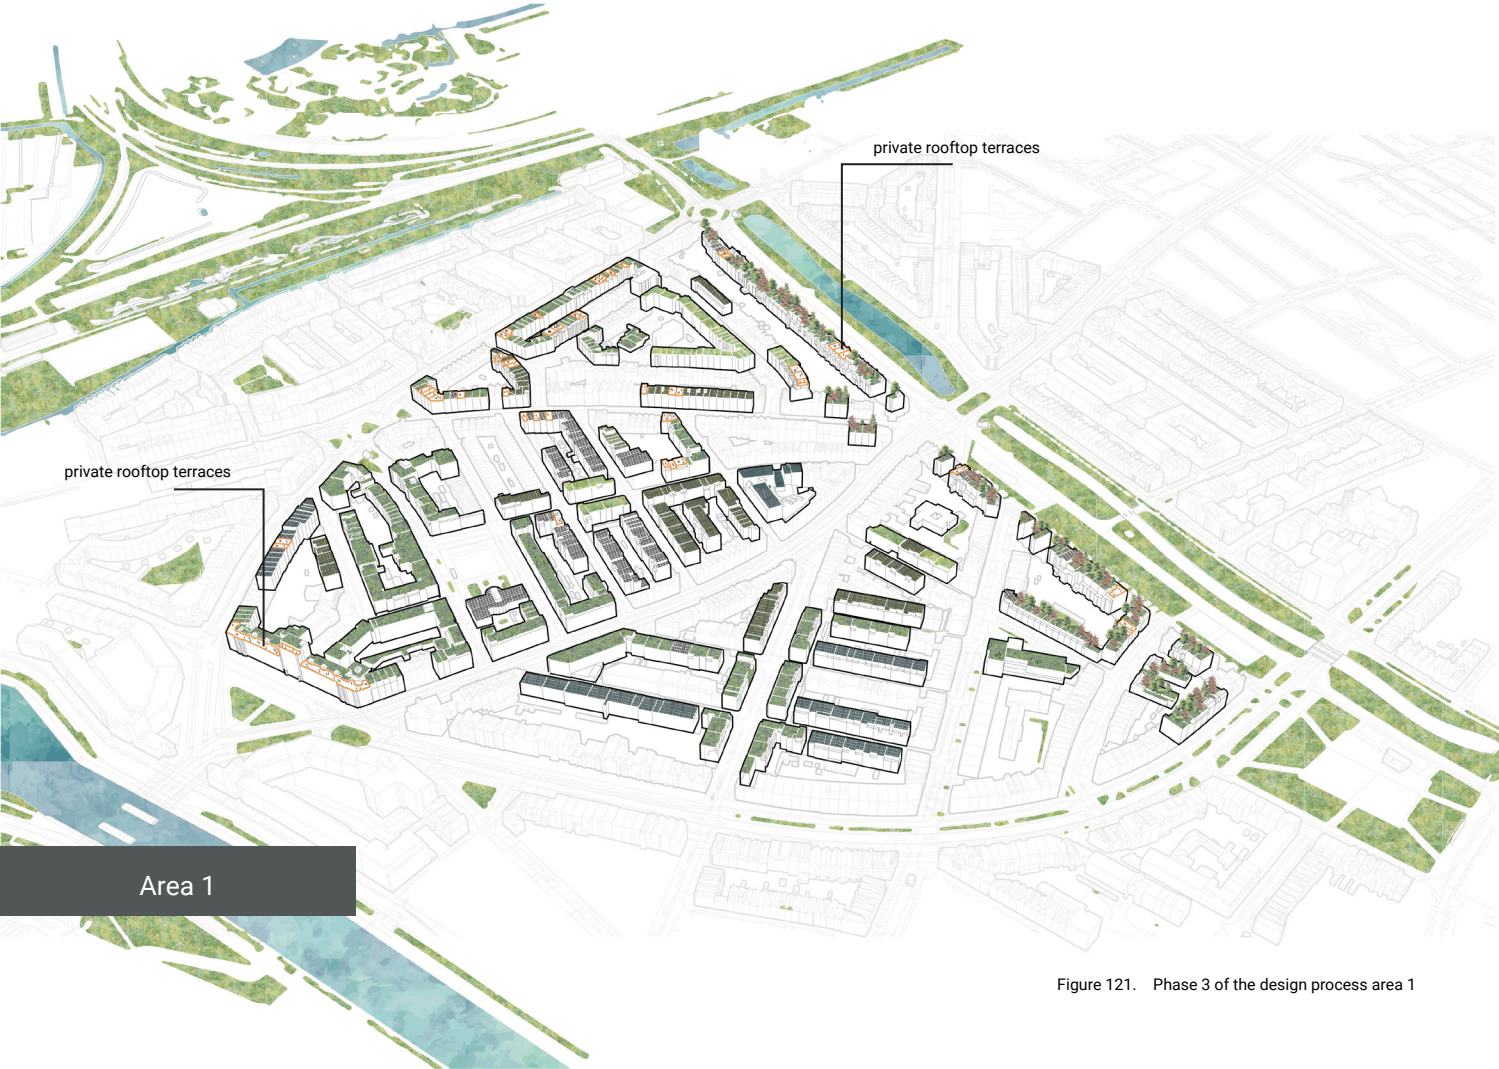 private rooftop terraces
private rooftop terraces
Area 1
Figure 121. Phase 3 of the design process area 1